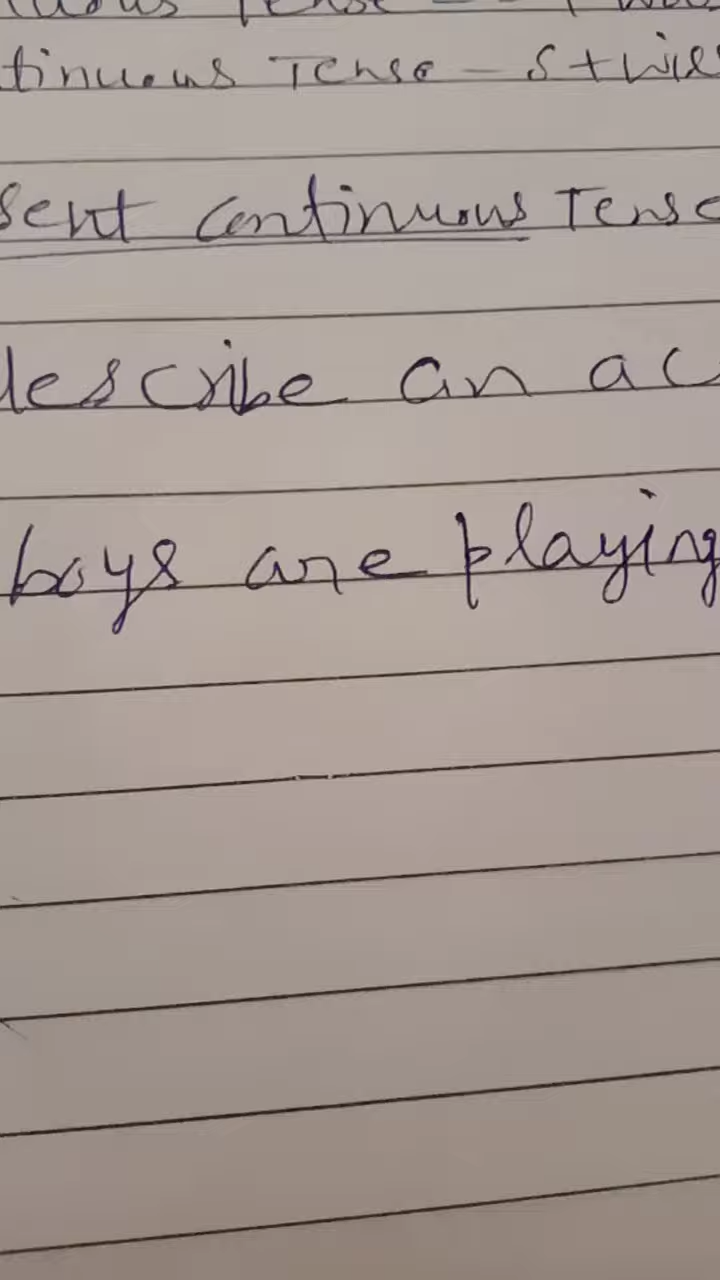 tinuous Tense - S + will
sent continuous Tense
describe an ac
boys are playing